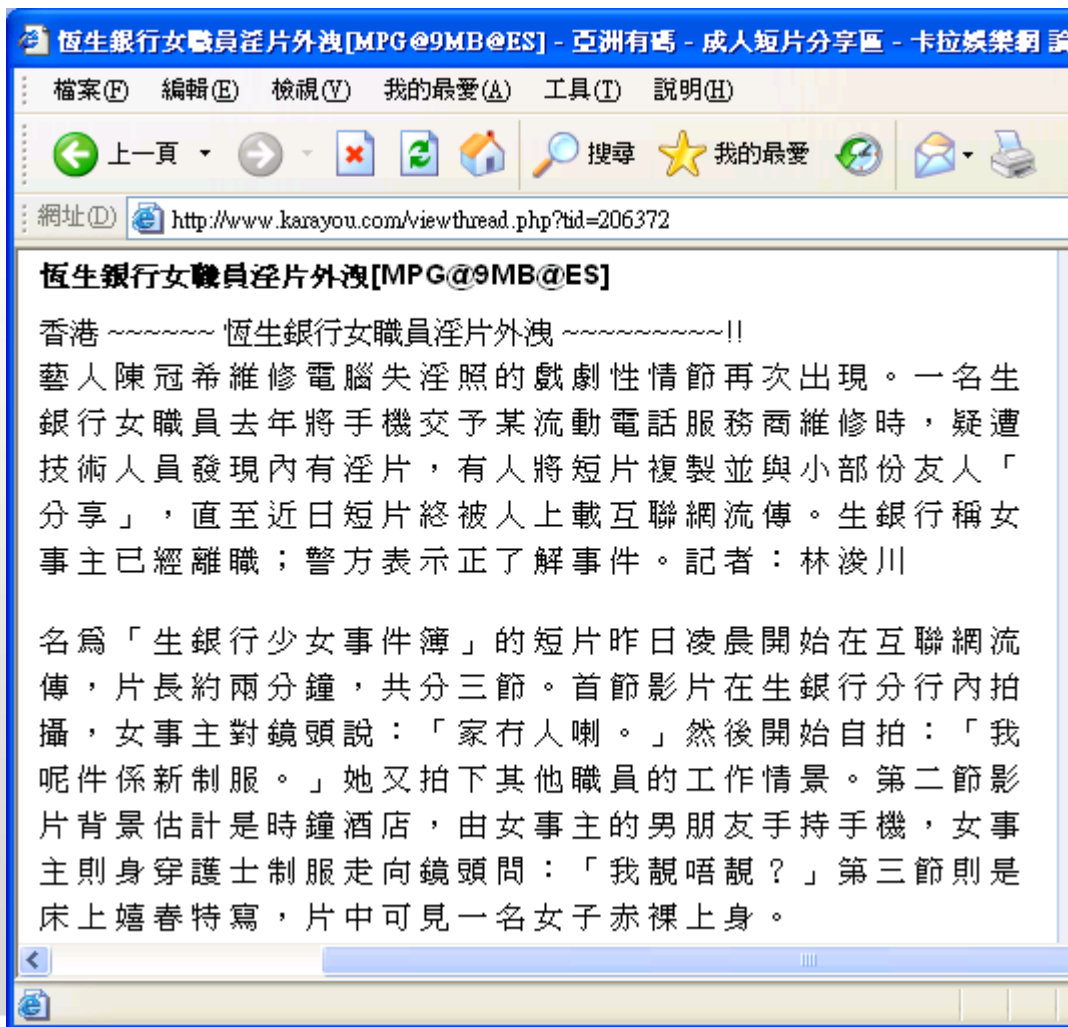 恆生銀行女職員淫片外洩[MPG@9MB@ES] - 亞洲有碼 - 成人短片分享區 - 卡拉娛樂網
檔案(F) 編輯(E) 檢視(V) 我的最愛(A) 工具(T) 說明(H)
上一頁 搜尋 我的最愛
網址(D) http://www.karayou.com/viewthread.php?tid=206372
恆生銀行女職員淫片外洩[MPG@9MB@ES]
香港 ~~~~~~ 恆生銀行女職員淫片外洩 ~~~~~~~~~!!
藝人陳冠希維修電腦失淫照的戲劇性情節再次出現。一名生
銀行女職員去年將手機交予某流動電話服務商維修時，疑遭
技術人員發現內有淫片，有人將短片複製並與小部份友人「
分享」，直至近日短片終被人上載互聯網流傳。生銀行稱女
事主已經離職；警方表示正了解事件。記者：林浚川
名為「生銀行少女事件簿」的短片昨日凌晨開始在互聯網流
傳，片長約兩分鐘，共分三節。首節影片在生銀行分行內拍
攝，女事主對鏡頭說：「家冇人喇。」然後開始自拍：「我
呢件係新制服。」她又拍下其他職員的工作情景。第二節影
片背景估計是時鐘酒店，由女事主的男朋友手持手機，女事
主則身穿護士制服走向鏡頭問：「我靚唔靚？」第三節則是
床上嬉春特寫，片中可見一名女子赤裸上身。